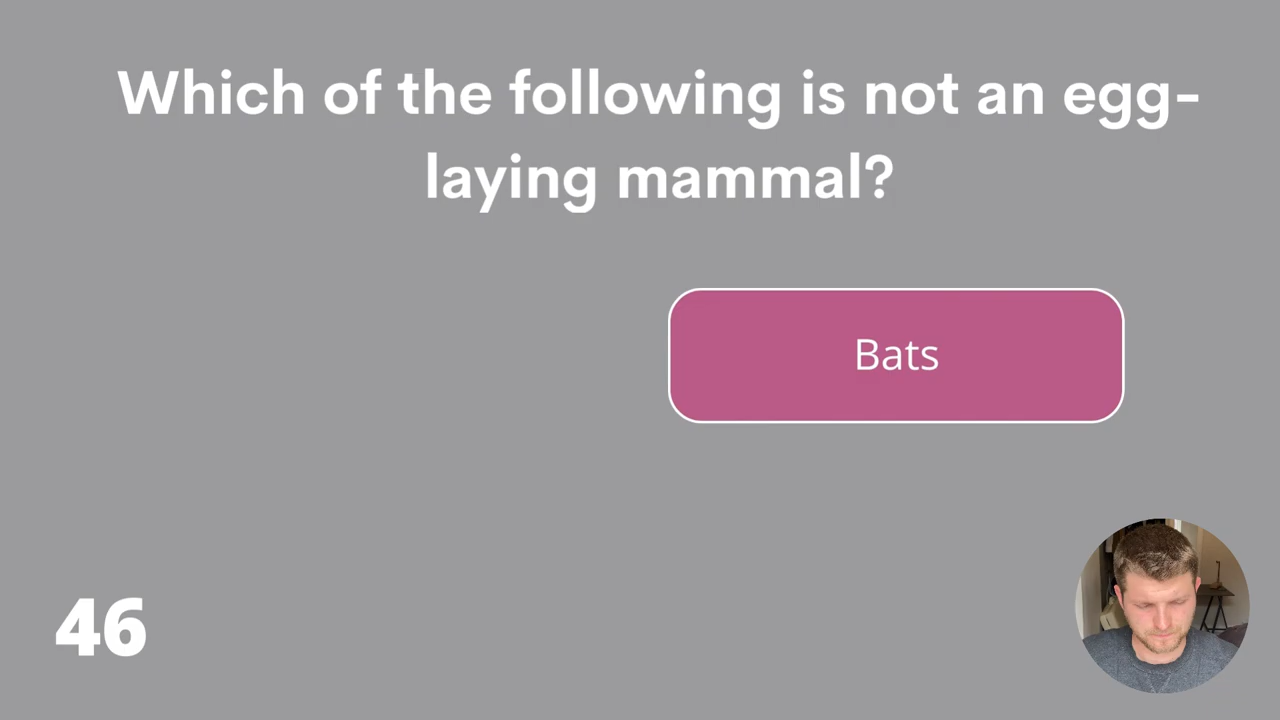 Which of the following is not an egg-
laying mammal?
Bats
46